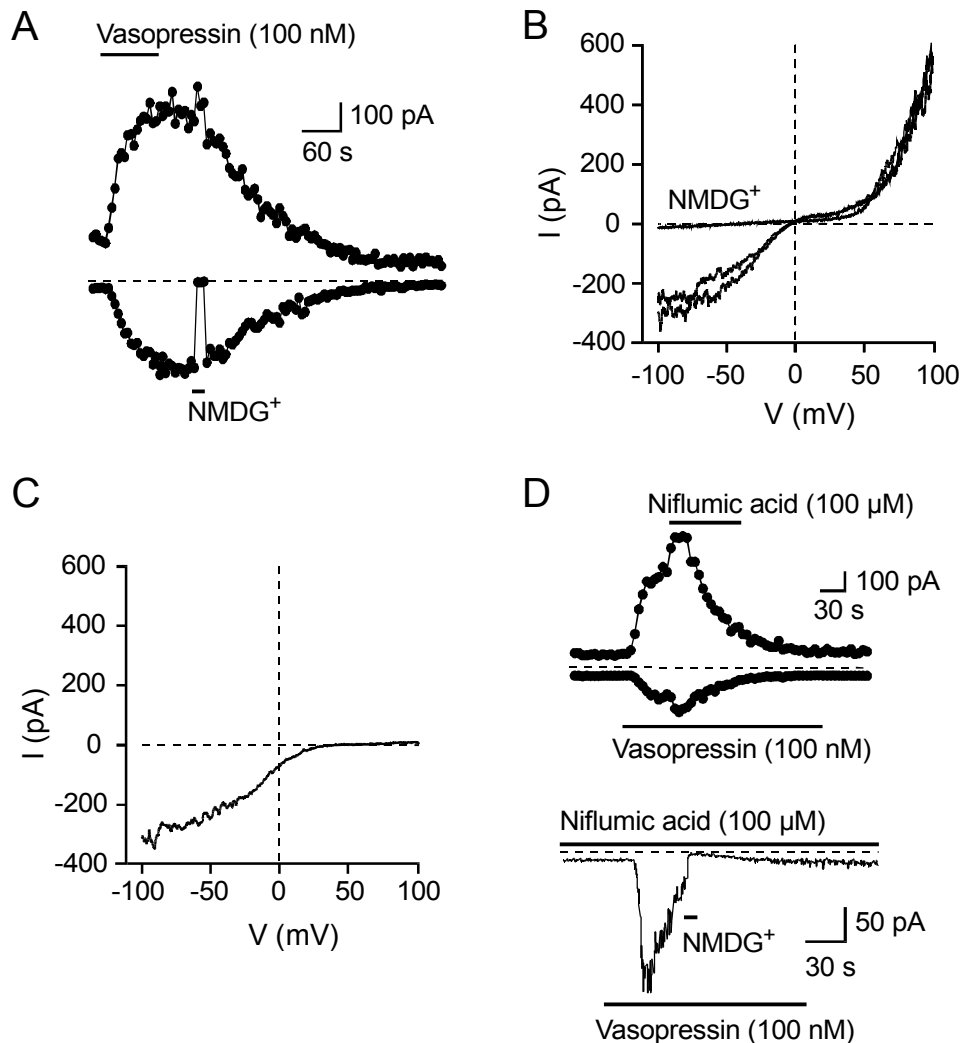 A
Vasopressin (100 nM)
100 pA
60 s
NMDG⁺
B
600
400
200
0
-200
-400
I (pA)
NMDG⁺
-100
-50
0
50
100
V (mV)
C
600
400
200
0
-200
-400
I (pA)
-100
-50
0
50
100
V (mV)
D
Niflumic acid (100 µM)
100 pA
30 s
Vasopressin (100 nM)
Niflumic acid (100 µM)
NMDG⁺
50 pA
30 s
Vasopressin (100 nM)